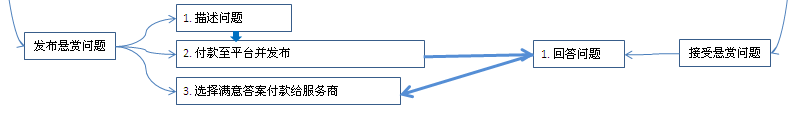 1. 描述问题
发布悬赏问题
2. 付款至平台并发布
1. 回答问题
接受悬赏问题
3. 选择满意答案付款给服务商